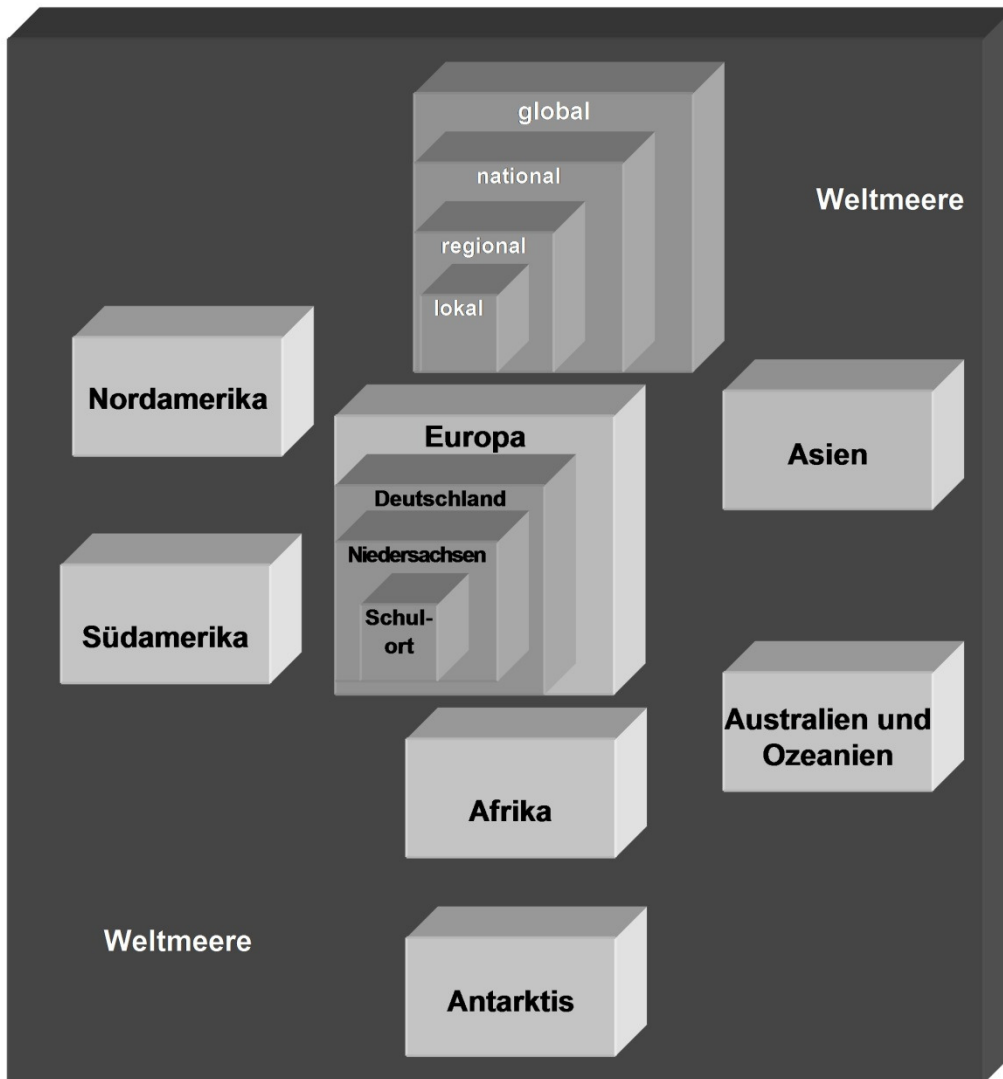 global
national
Weltmeere
regional
lokal
Nordamerika
Europa
Asien
Deutschland
Niedersachsen
Schul-
ort
Südamerika
Australien und
Ozeanien
Afrika
Weltmeere
Antarktis